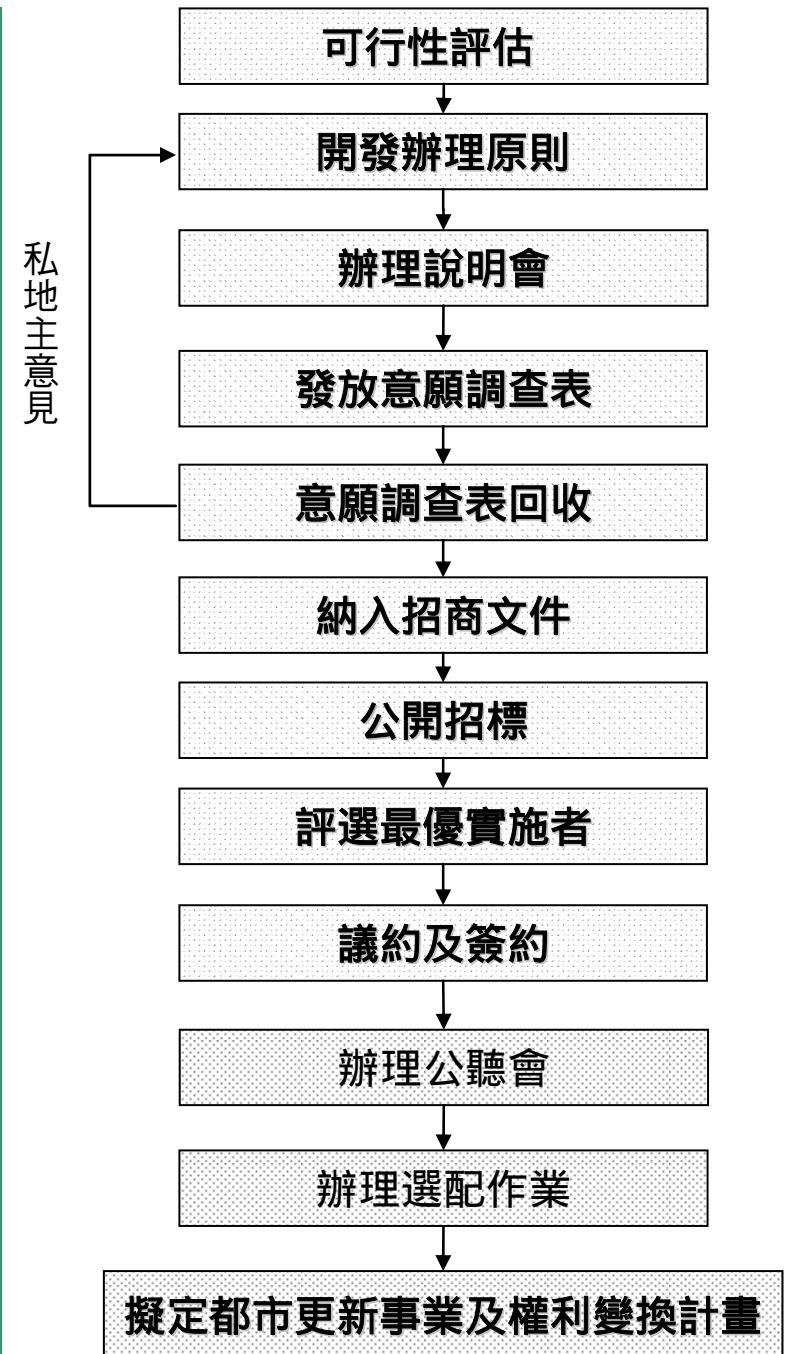 可行性評估
開發辦理原則
辦理說明會
私地主意見
發放意願調查表
意願調查表回收
納入招商文件
公開招標
評選最優實施者
議約及簽約
辦理公聽會
辦理選配作業
擬定都市更新事業及權利變換計畫